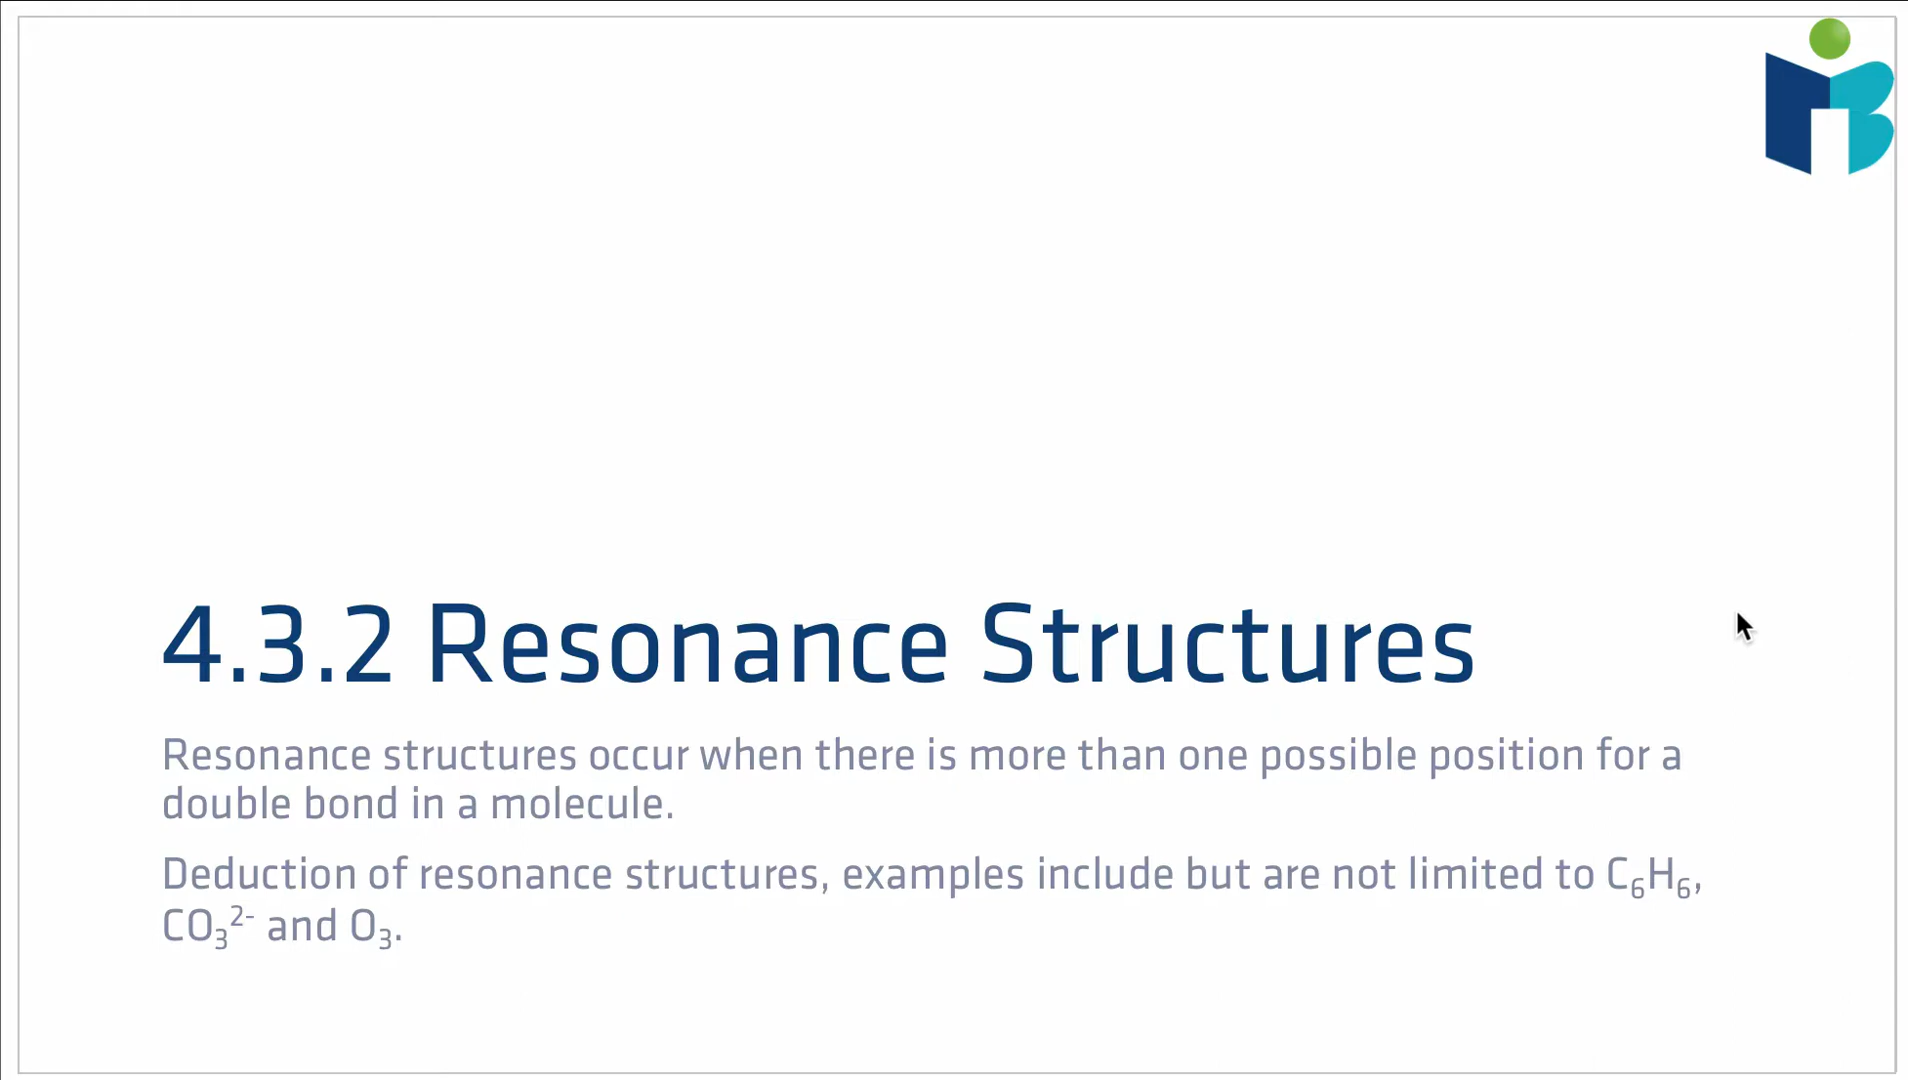 4.3.2 Resonance Structures
Resonance structures occur when there is more than one possible position for a
double bond in a molecule.
Deduction of resonance structures, examples include but are not limited to C₆H₆,
CO₃²⁻ and O₃.